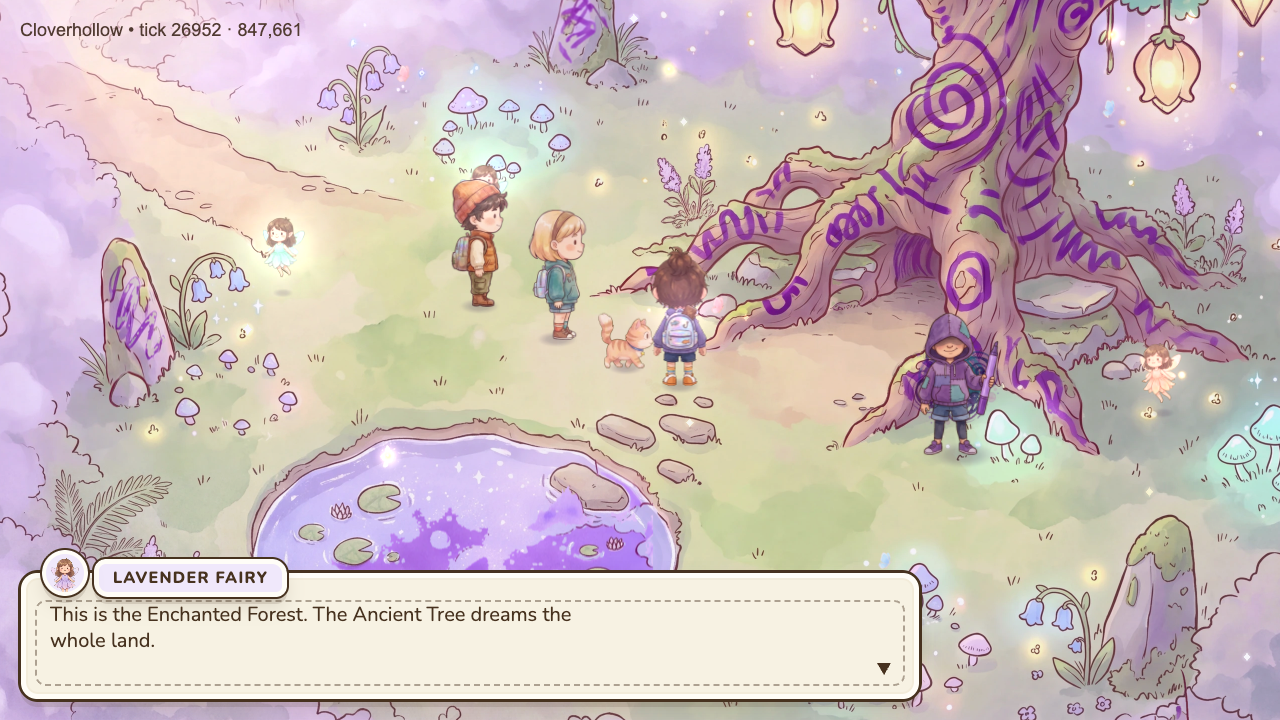 Cloverhollow • tick 26952 · 847,661
LAVENDER FAIRY
This is the Enchanted Forest. The Ancient Tree dreams the
whole land.